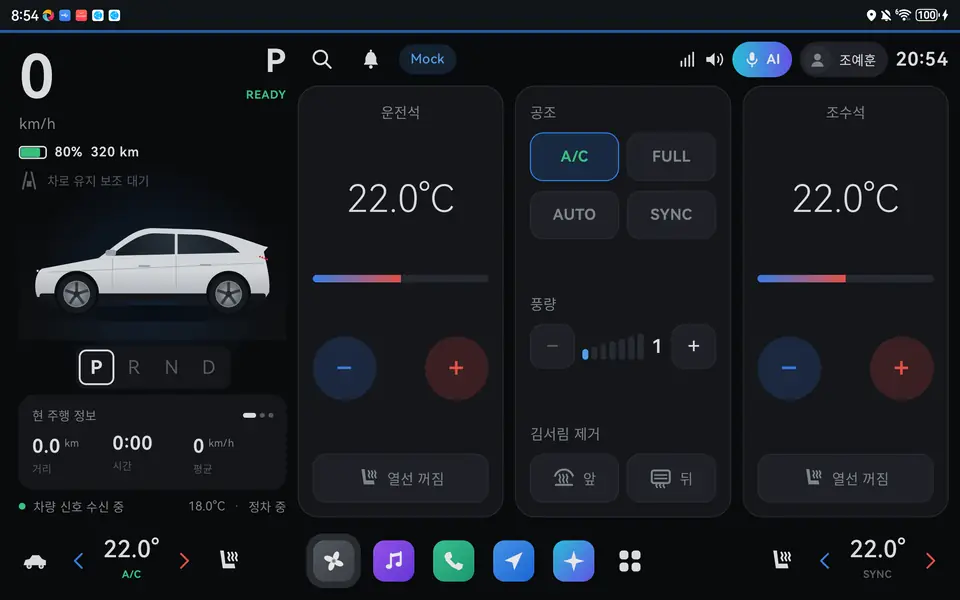 8:54
100
0
P
READY
km/h
80% 320 km
차로 유지 보조 대기
P R N D
현 주행 정보
0.0 km
0:00
0 km/h
거리
시간
평균
차량 신호 수신 중
18.0°C · 정차 중
Mock
AI
조예훈
20:54
운전석
22.0°C
− +
열선 꺼짐
공조
A/C
FULL
AUTO
SYNC
풍량
− 1 +
김서림 제거
앞
뒤
조수석
22.0°C
− +
열선 꺼짐
22.0°
A/C
22.0°
SYNC